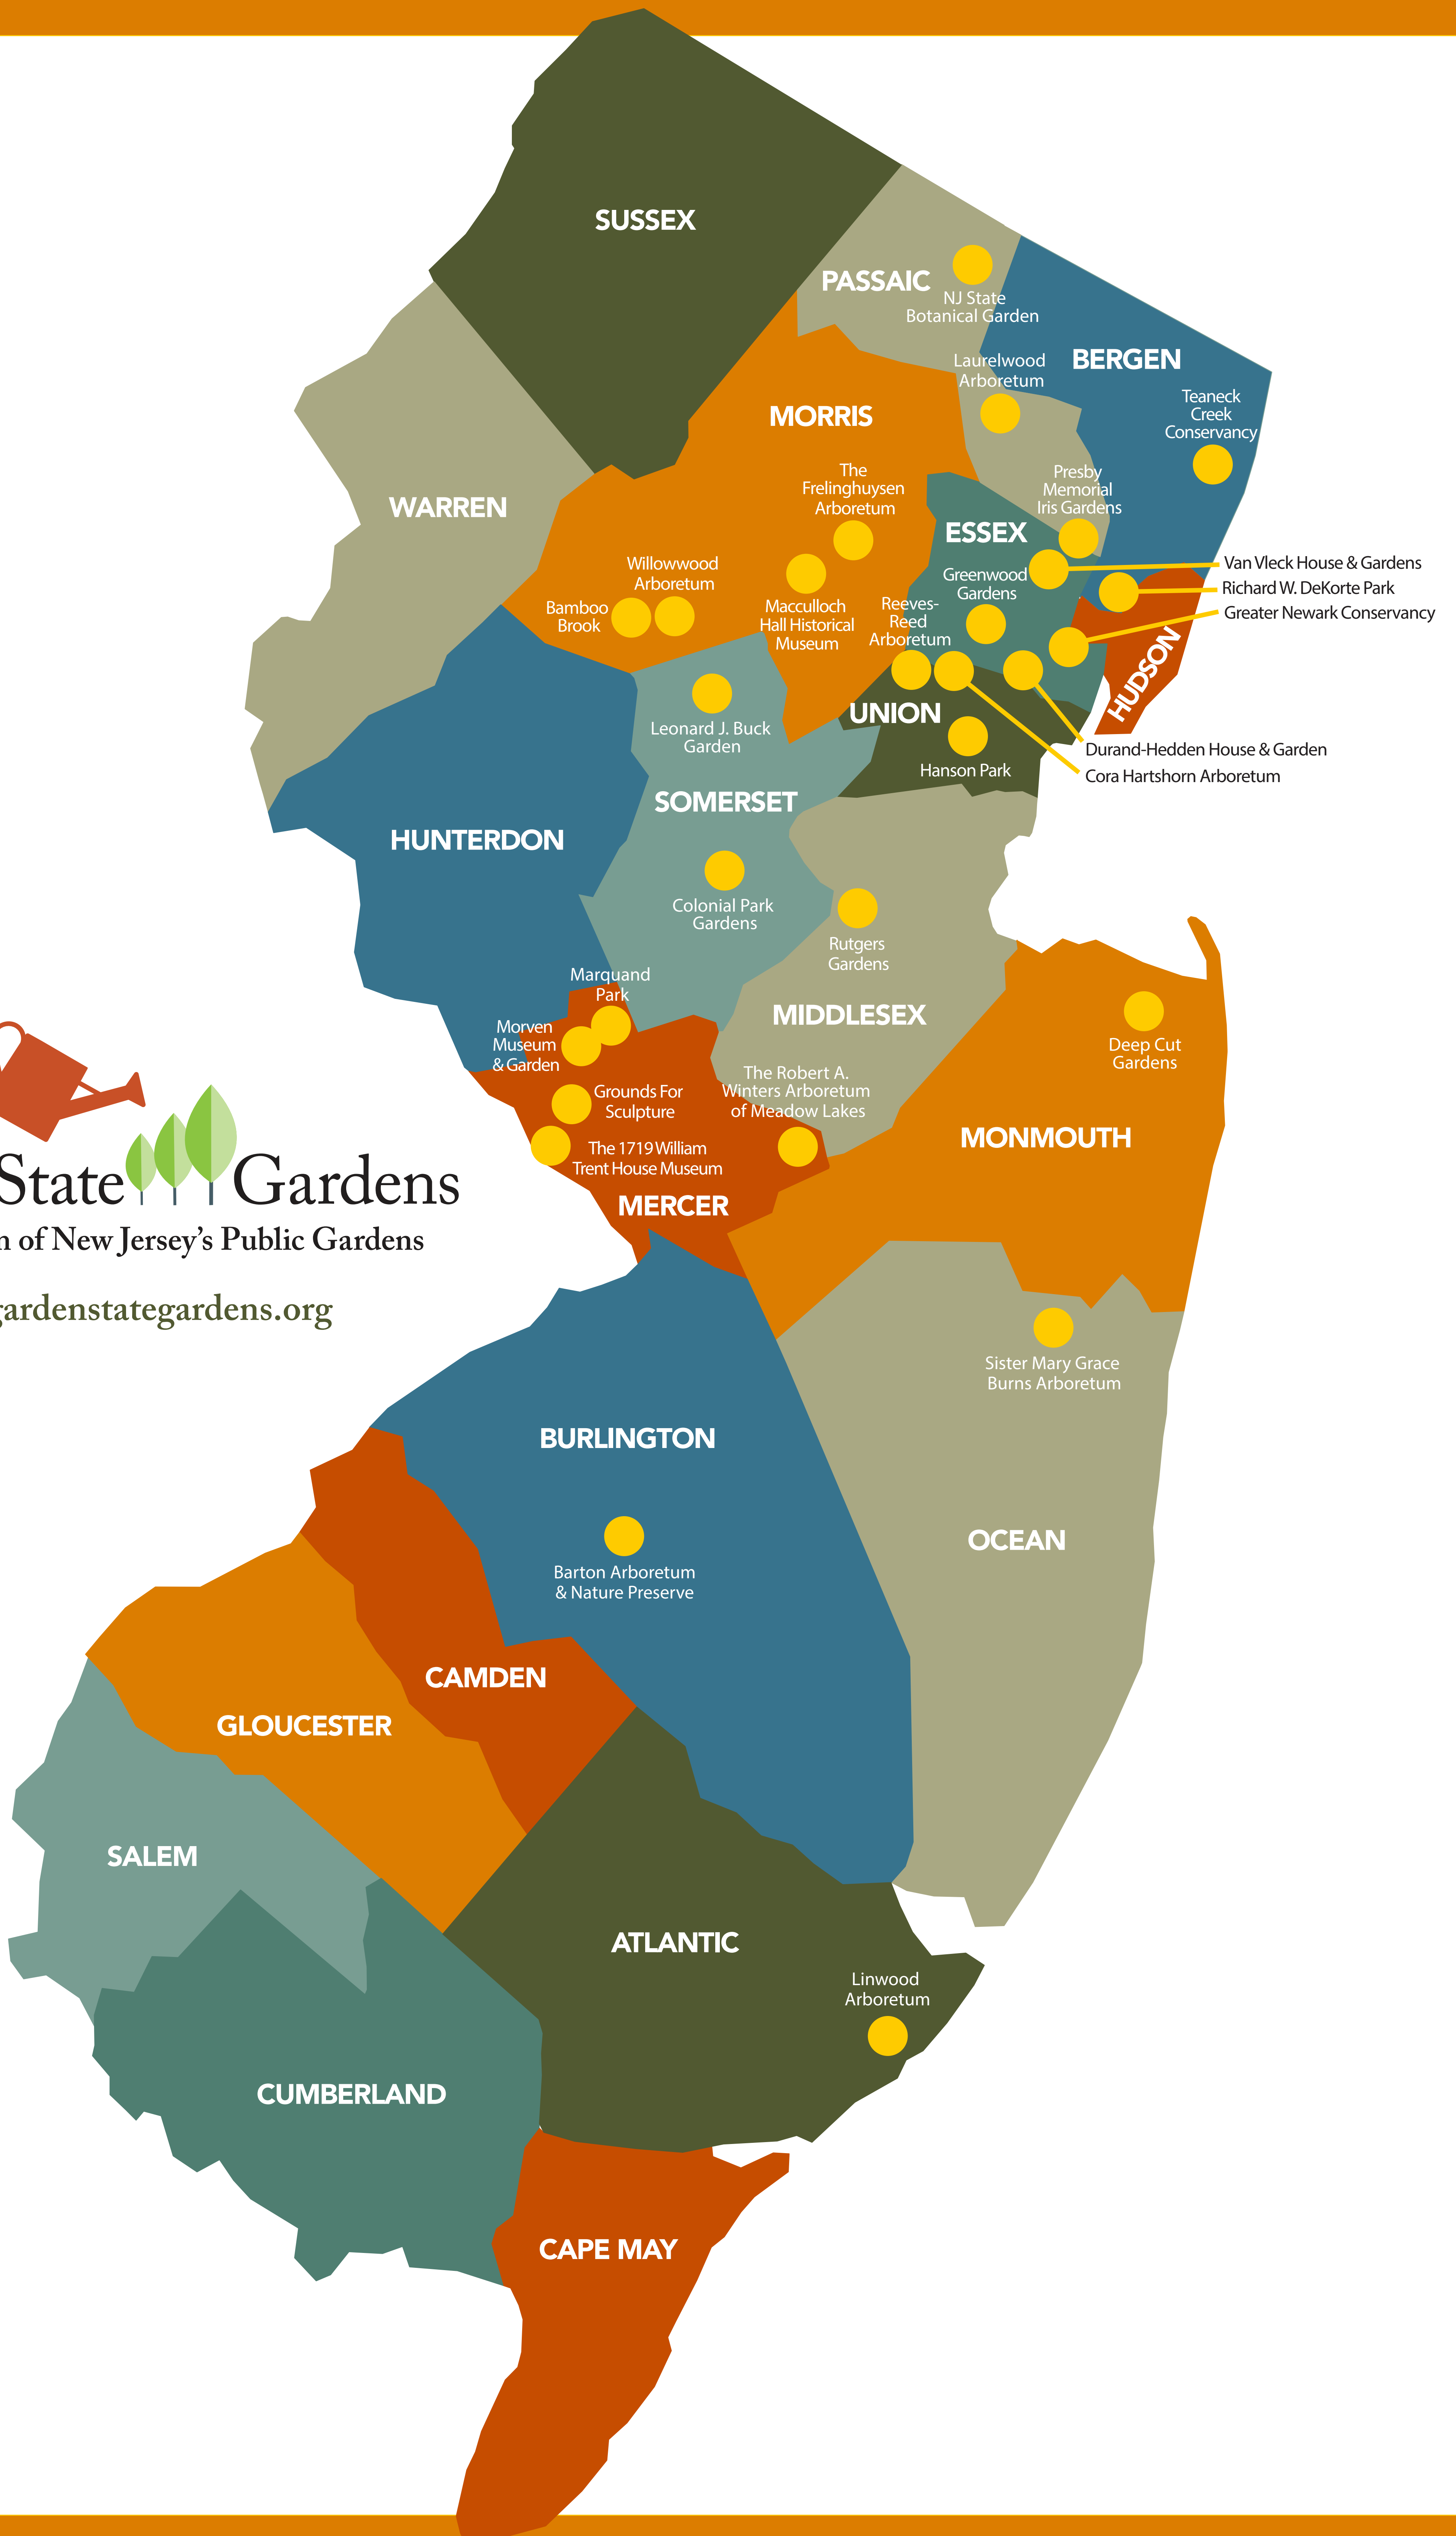 SUSSEX
PASSAIC
NJ State
Botanical Garden
BERGEN
Laurelwood
Arboretum
Teaneck
Creek
Conservancy
MORRIS
WARREN
The
Frelinghuysen
Arboretum
Presby
Memorial
Iris Gardens
ESSEX
Van Vleck House & Gardens
Richard W. DeKorte Park
Greater Newark Conservancy
Willowwood
Arboretum
Bamboo
Brook
Macculloch
Hall Historical
Museum
Greenwood
Gardens
Reeves-
Reed
Arboretum
HUDSON
UNION
Hanson Park
Durand-Hedden House & Garden
Cora Hartshorn Arboretum
Leonard J. Buck
Garden
SOMERSET
HUNTERDON
Colonial Park
Gardens
Rutgers
Gardens
MIDDLESEX
Marquand
Park
Morven
Museum
& Garden
Deep Cut
Gardens
Grounds For
Sculpture
The Robert A.
Winters Arboretum
of Meadow Lakes
The 1719 William
Trent House Museum
MERCER
MONMOUTH
State Gardens
n of New Jersey's Public Gardens
gardenstategardens.org
Sister Mary Grace
Burns Arboretum
BURLINGTON
OCEAN
Barton Arboretum
& Nature Preserve
CAMDEN
GLOUCESTER
SALEM
ATLANTIC
Linwood
Arboretum
CUMBERLAND
CAPE MAY